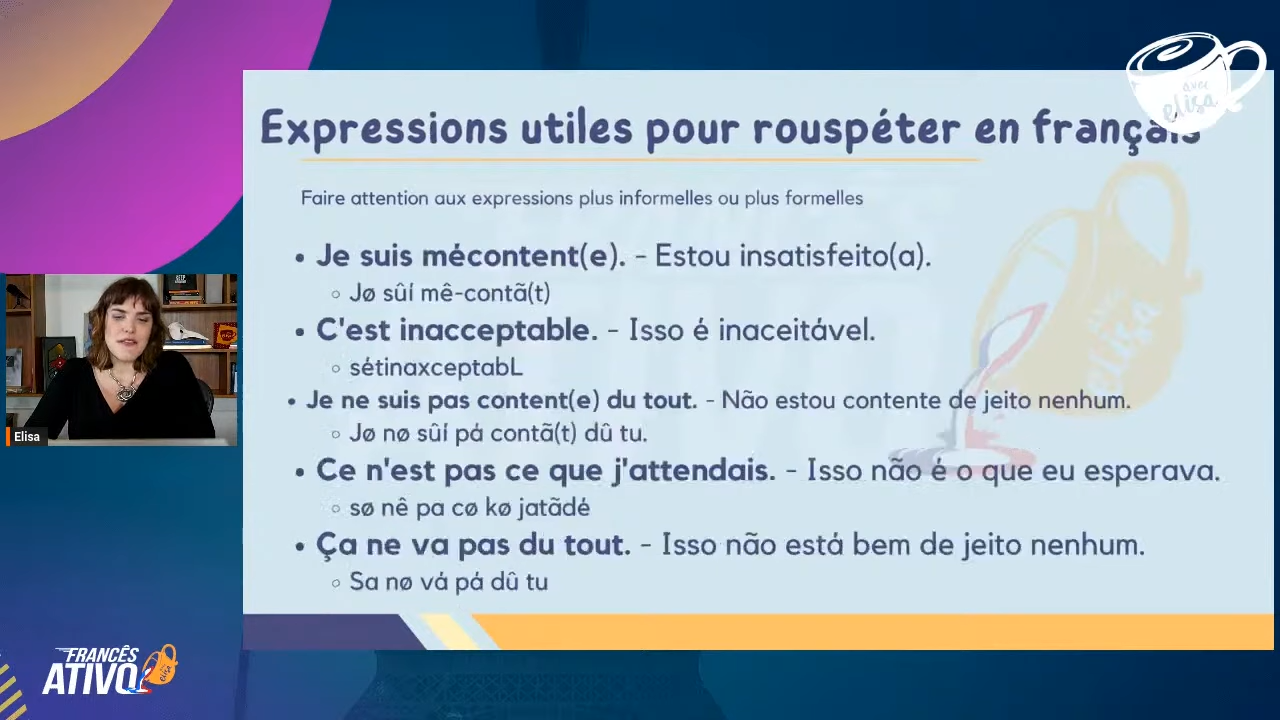 avec
elisa
Expressions utiles pour rouspéter en français
Faire attention aux expressions plus informelles ou plus formelles
• Je suis mécontent(e). - Estou insatisfeito(a).
◦ Jø sûí mê-contã(t)
• C'est inacceptable. - Isso é inaceitável.
◦ sétinaxceptabL
• Je ne suis pas content(e) du tout. - Não estou contente de jeito nenhum.
◦ Jø nø sûí pá contã(t) dû tu.
• Ce n'est pas ce que j'attendais. - Isso não é o que eu esperava.
◦ sø nê pa cø kø jatãdé
• Ça ne va pas du tout. - Isso não está bem de jeito nenhum.
◦ Sa nø vá pá dû tu
Elisa
FRANCÊS
ATIVO